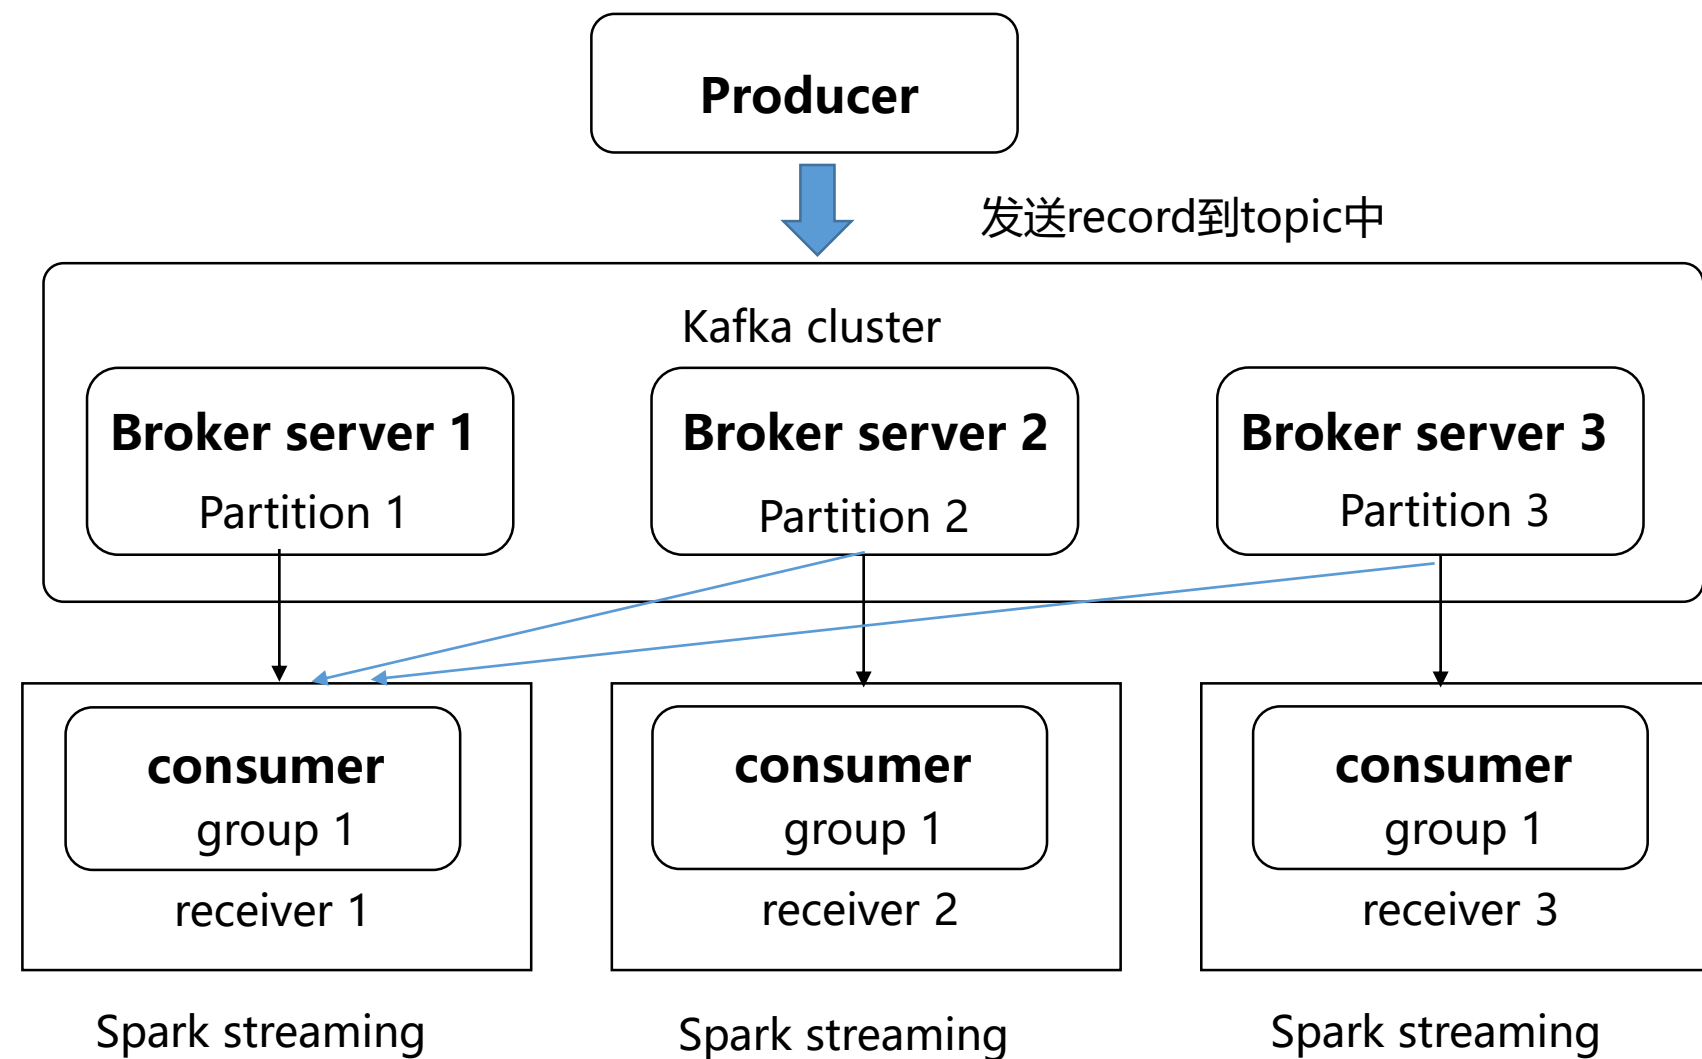 Producer
发送record到topic中
Kafka cluster
Broker server 1
Partition 1
Broker server 2
Partition 2
Broker server 3
Partition 3
consumer
group 1
receiver 1
consumer
group 1
receiver 2
consumer
group 1
receiver 3
Spark streaming
Spark streaming
Spark streaming